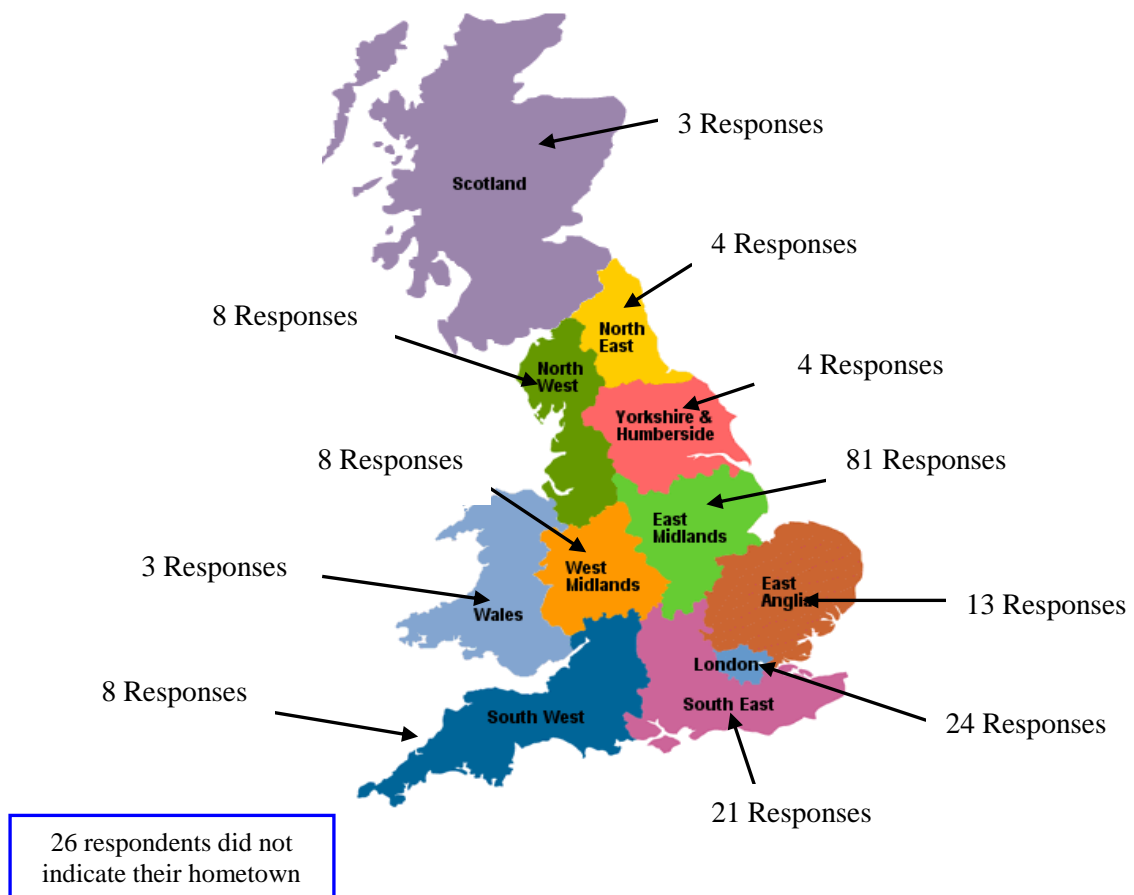 3 Responses
Scotland
4 Responses
8 Responses
North
East
North
West
4 Responses
Yorkshire &
Humberside
8 Responses
81 Responses
East
Midlands
3 Responses
West
Midlands
East
Anglia
Wales
13 Responses
London
8 Responses
South West
South East
24 Responses
21 Responses
26 respondents did not
indicate their hometown